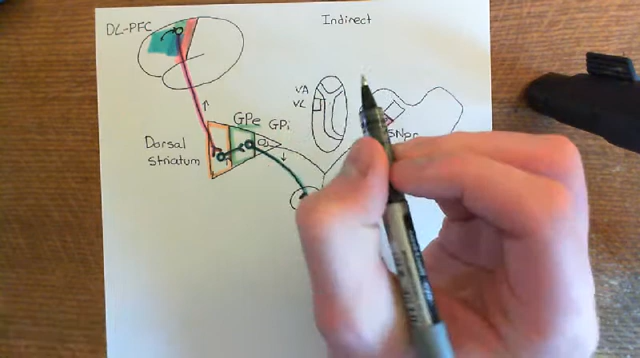 DL-PFC
Indirect
VA
VL
GPe
GPi
SNpr
Dorsal
striatum